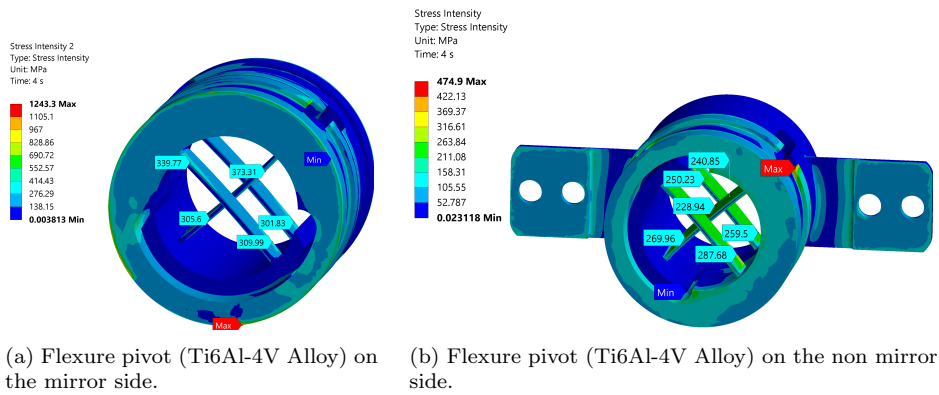 Stress Intensity 2
Type: Stress Intensity
Unit: MPa
Time: 4 s
1243.3 Max
1105.1
967
828.86
690.72
552.57
414.43
276.29
138.15
0.003813 Min
339.77
373.31
Min
305.6
301.83
309.99
Max
(a) Flexure pivot (Ti6Al-4V Alloy) on
the mirror side.
Stress Intensity
Type: Stress Intensity
Unit: MPa
Time: 4 s
474.9 Max
422.13
369.37
316.61
263.84
211.08
158.31
105.55
52.787
0.023118 Min
240.85
Max
250.23
228.94
269.96
259.5
287.68
Min
(b) Flexure pivot (Ti6Al-4V Alloy) on the non mirror
side.